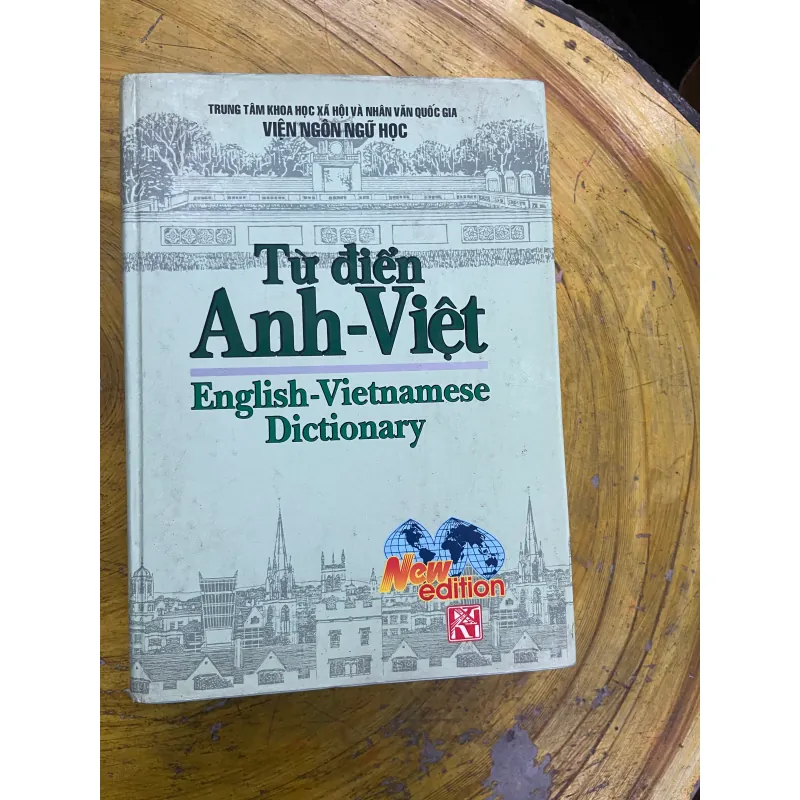 TRUNG TÂM KHOA HỌC XÃ HỘI VÀ NHÂN VĂN QUỐC GIA
VIỆN NGÔN NGỮ HỌC
Từ điển
Anh-Việt
English-Vietnamese
Dictionary
New
edition